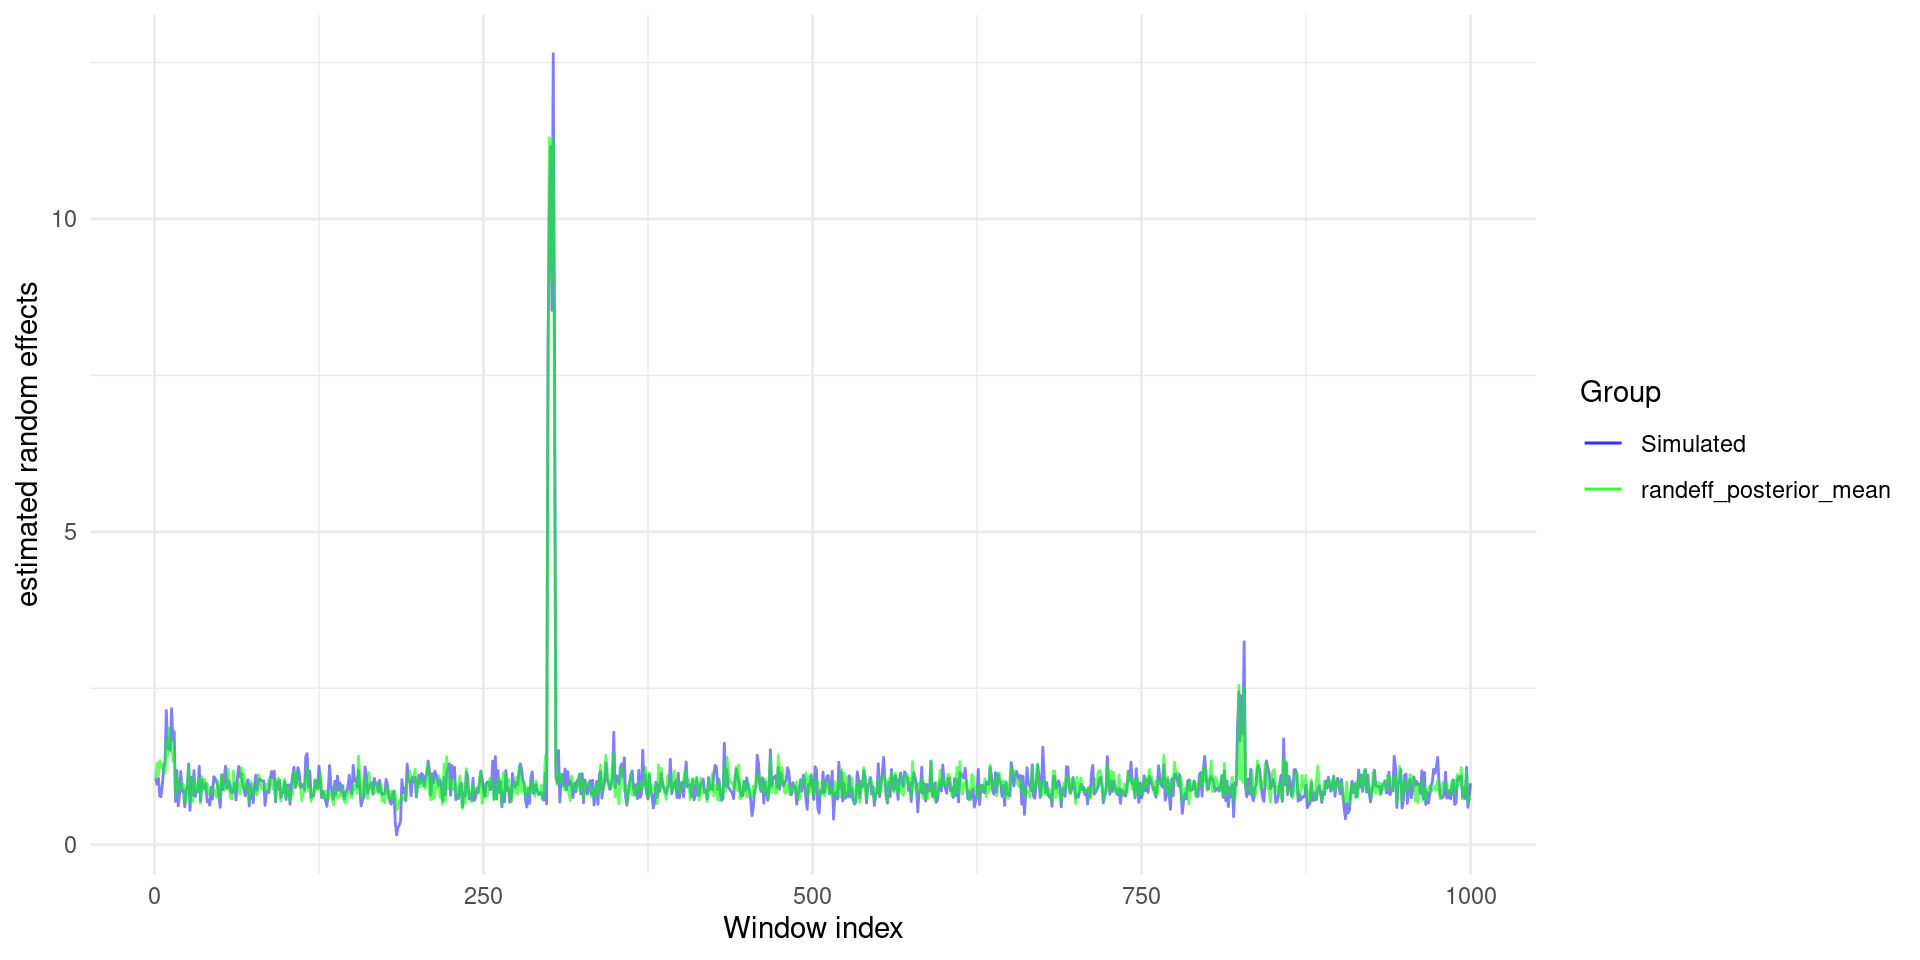 estimated random effects
10
5
0
0
250
500
750
1000
Window index
Group
Simulated
randeff_posterior_mean